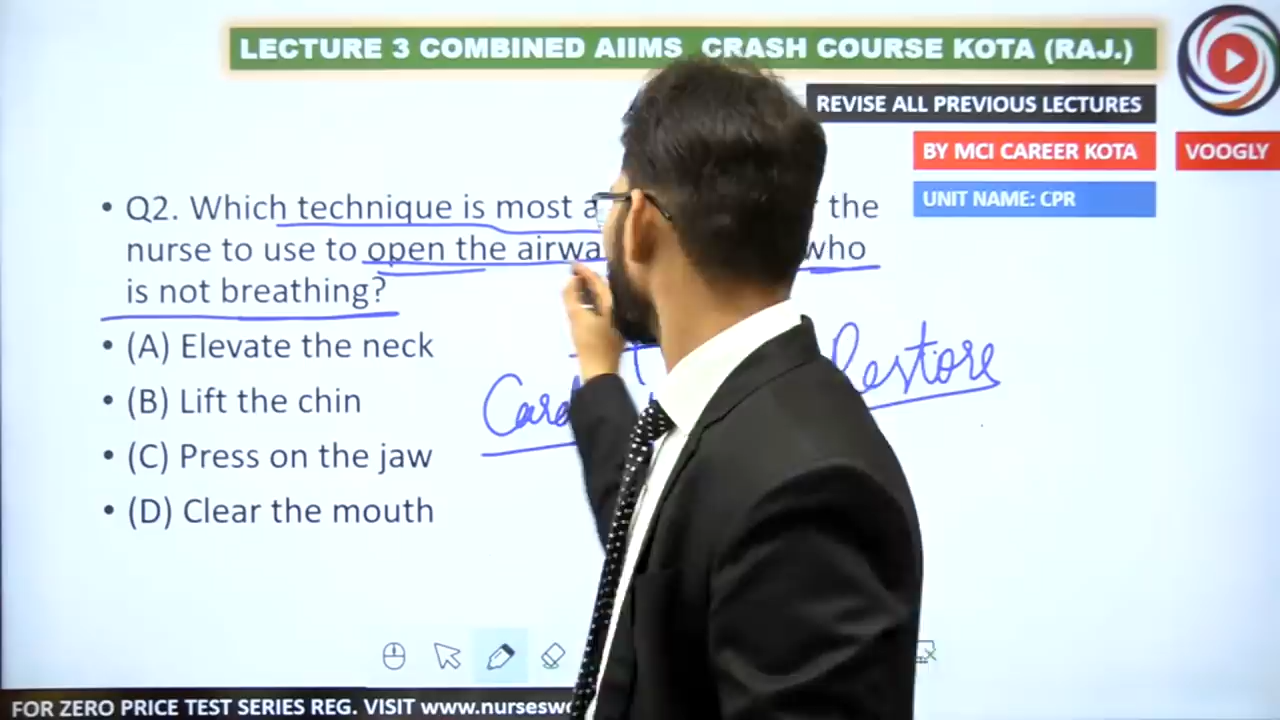 LECTURE 3 COMBINED AIIMS CRASH COURSE KOTA (RAJ.)
REVISE ALL PREVIOUS LECTURES
BY MCI CAREER KOTA
VOOGLY
UNIT NAME: CPR
• Q2. Which technique is most the
nurse to use to open the who
is not breathing?
• (A) Elevate the neck
• (B) Lift the chin
• (C) Press on the jaw
• (D) Clear the mouth
Restore
FOR ZERO PRICE TEST SERIES REG. VISIT